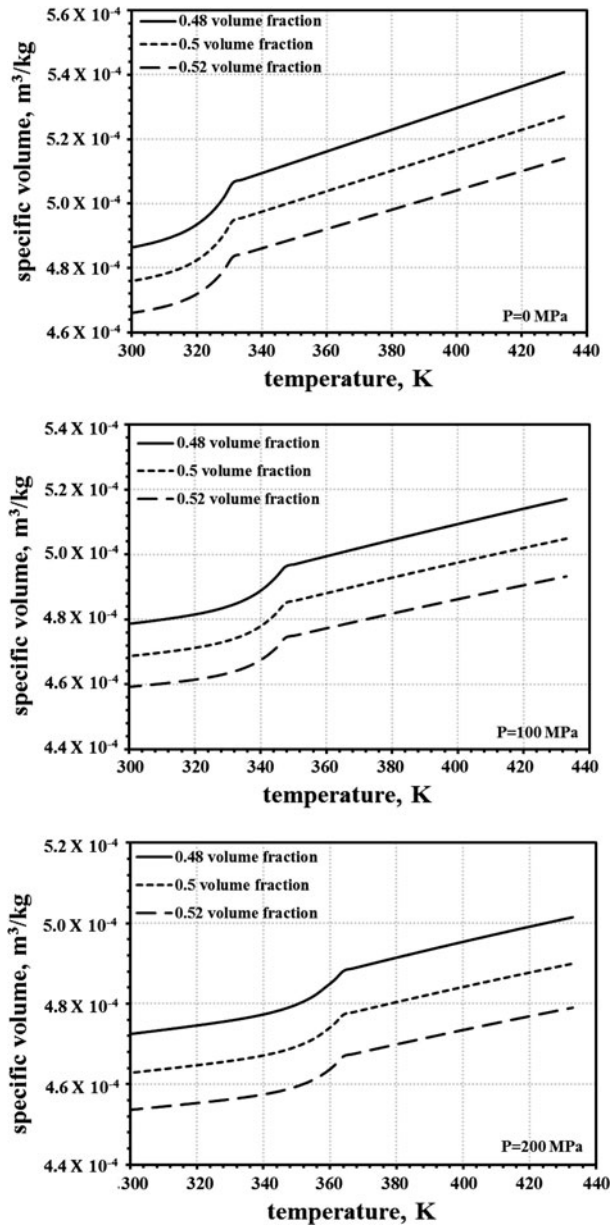 5.6 X 10⁻⁴
0.48 volume fraction
0.5 volume fraction
0.52 volume fraction
5.4 X 10⁻⁴
5.2 X 10⁻⁴
5.0 X 10⁻⁴
4.8 X 10⁻⁴
4.6 X 10⁻⁴
specific volume, m³/kg
P=0 MPa
300 320 340 360 380 400 420 440
temperature, K
5.4 X 10⁻⁴
0.48 volume fraction
0.5 volume fraction
0.52 volume fraction
5.2 X 10⁻⁴
5.0 X 10⁻⁴
4.8 X 10⁻⁴
4.6 X 10⁻⁴
4.4 X 10⁻⁴
specific volume, m³/kg
P=100 MPa
300 320 340 360 380 400 420 440
temperature, K
5.2 X 10⁻⁴
0.48 volume fraction
0.5 volume fraction
0.52 volume fraction
5.0 X 10⁻⁴
4.8 X 10⁻⁴
4.6 X 10⁻⁴
4.4 X 10⁻⁴
specific volume, m³/kg
P=200 MPa
300 320 340 360 380 400 420 440
temperature, K